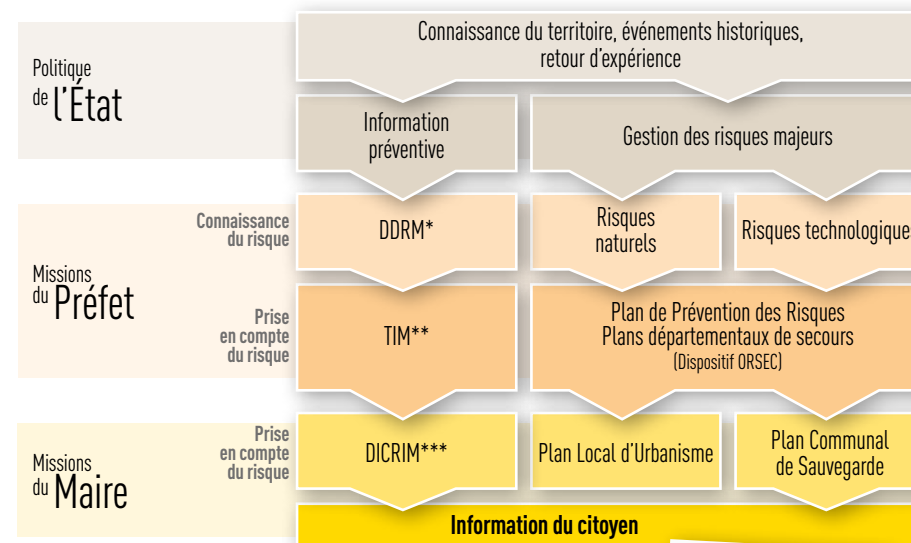 Politique
de l'État
Connaissance du territoire, événements historiques,
retour d'expérience
Information
préventive
Gestion des risques majeurs
Missions
du Préfet
Connaissance
du risque
DDRM*
Risques
naturels
Risques technologiques
Prise
en compte
du risque
TIM**
Plan de Prévention des Risques
Plans départementaux de secours
(Dispositif ORSEC)
Missions
du Maire
Prise
en compte
du risque
DICRIM***
Plan Local d'Urbanisme
Plan Communal
de Sauvegarde
Information du citoyen